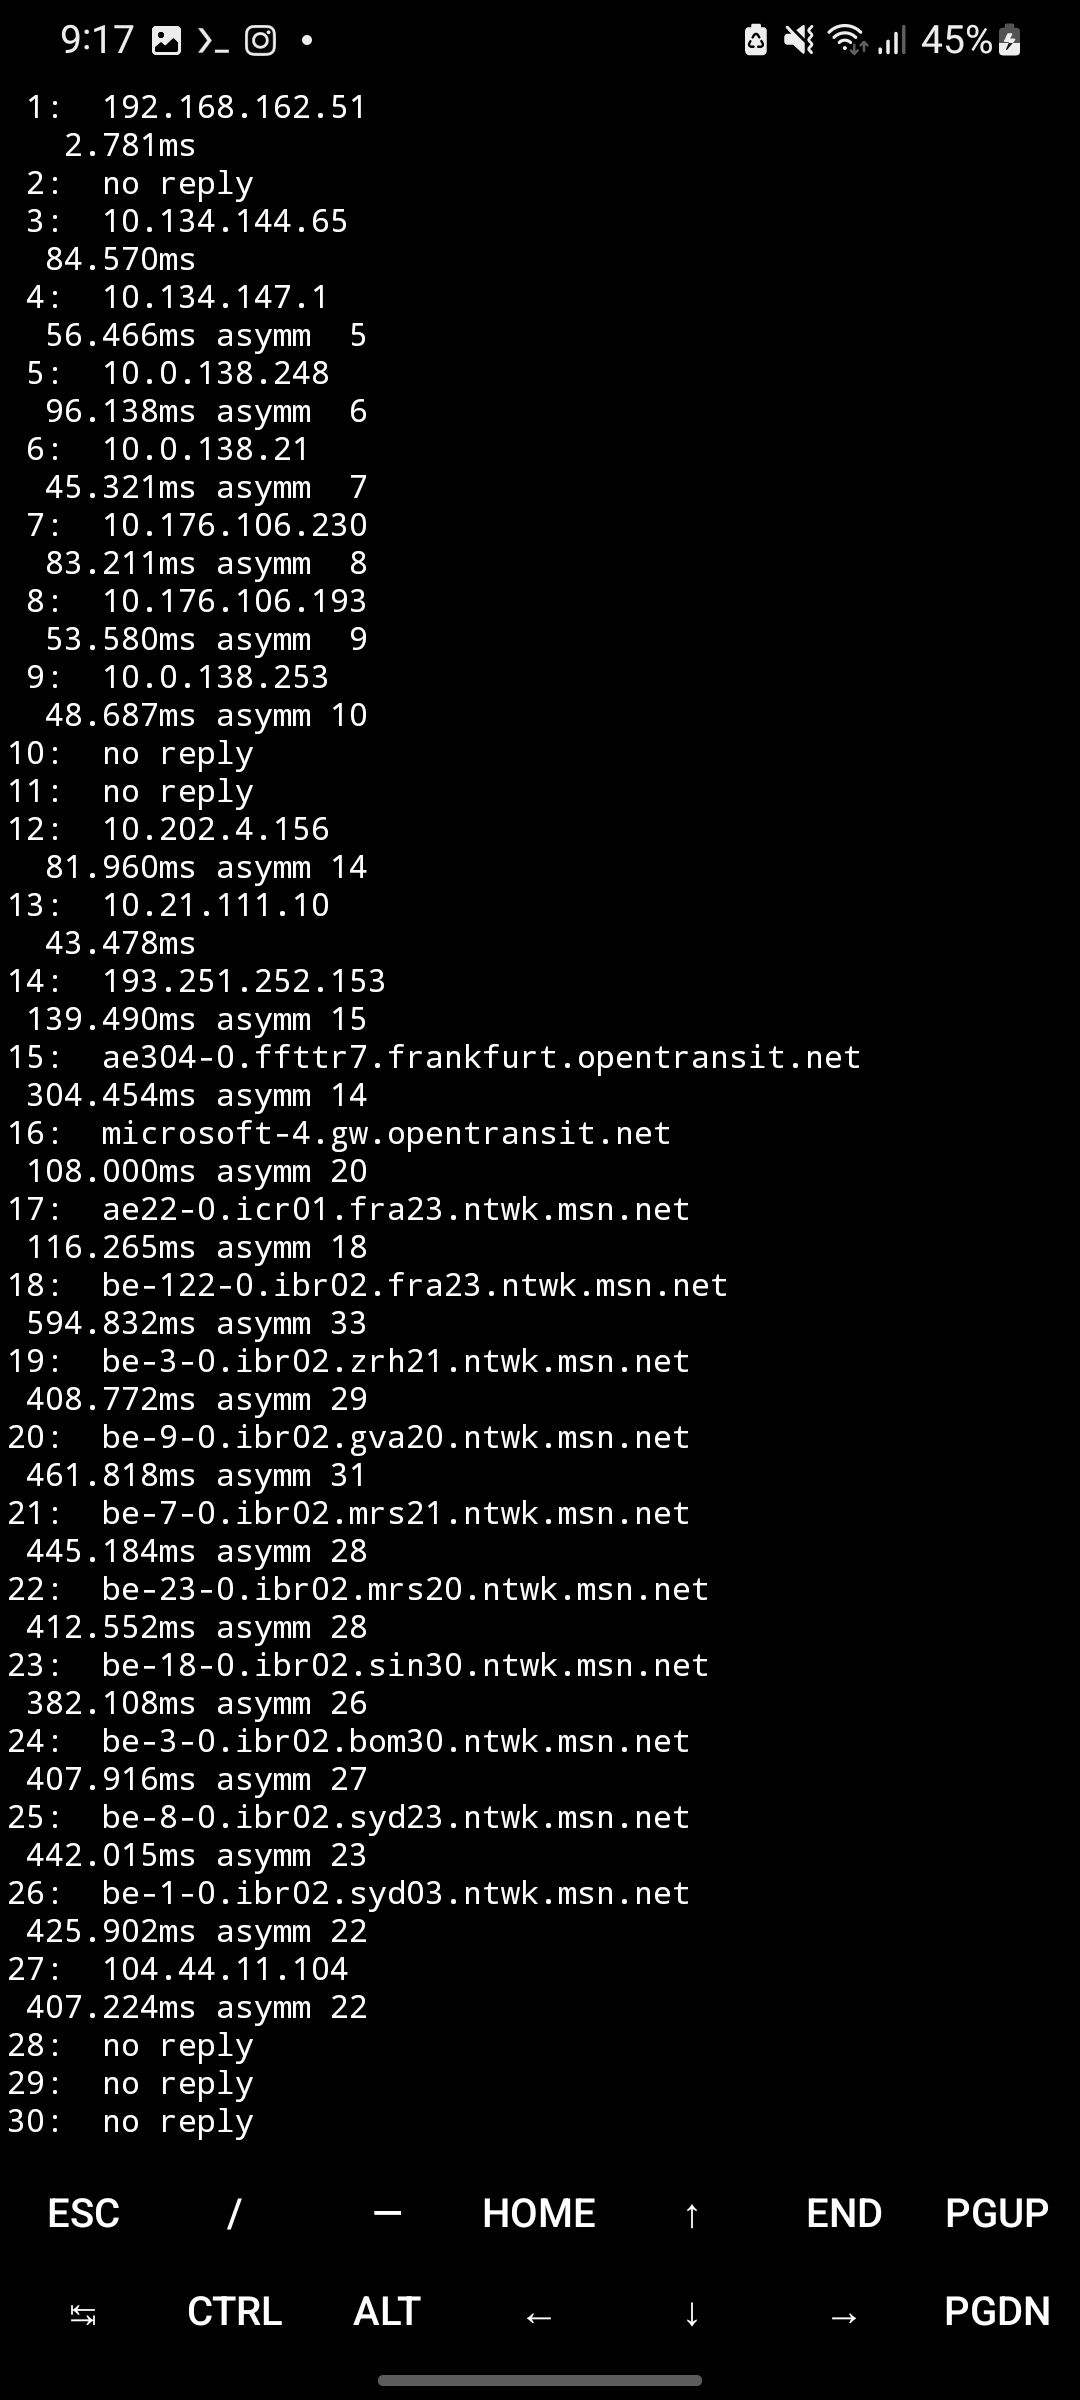 9:17 45%
1: 192.168.162.51
2.781ms
2: no reply
3: 10.134.144.65
84.570ms
4: 10.134.147.1
56.466ms asymm 5
5: 10.0.138.248
96.138ms asymm 6
6: 10.0.138.21
45.321ms asymm 7
7: 10.176.106.230
83.211ms asymm 8
8: 10.176.106.193
53.580ms asymm 9
9: 10.0.138.253
48.687ms asymm 10
10: no reply
11: no reply
12: 10.202.4.156
81.960ms asymm 14
13: 10.21.111.10
43.478ms
14: 193.251.252.153
139.490ms asymm 15
15: ae304-0.ffttr7.frankfurt.opentransit.net
304.454ms asymm 14
16: microsoft-4.gw.opentransit.net
108.000ms asymm 20
17: ae22-0.icr01.fra23.ntwk.msn.net
116.265ms asymm 18
18: be-122-0.ibr02.fra23.ntwk.msn.net
594.832ms asymm 33
19: be-3-0.ibr02.zrh21.ntwk.msn.net
408.772ms asymm 29
20: be-9-0.ibr02.gva20.ntwk.msn.net
461.818ms asymm 31
21: be-7-0.ibr02.mrs21.ntwk.msn.net
445.184ms asymm 28
22: be-23-0.ibr02.mrs20.ntwk.msn.net
412.552ms asymm 28
23: be-18-0.ibr02.sin30.ntwk.msn.net
382.108ms asymm 26
24: be-3-0.ibr02.bom30.ntwk.msn.net
407.916ms asymm 27
25: be-8-0.ibr02.syd23.ntwk.msn.net
442.015ms asymm 23
26: be-1-0.ibr02.syd03.ntwk.msn.net
425.902ms asymm 22
27: 104.44.11.104
407.224ms asymm 22
28: no reply
29: no reply
30: no reply
ESC / — HOME ↑ END PGUP
↹ CTRL ALT ← ↓ → PGDN